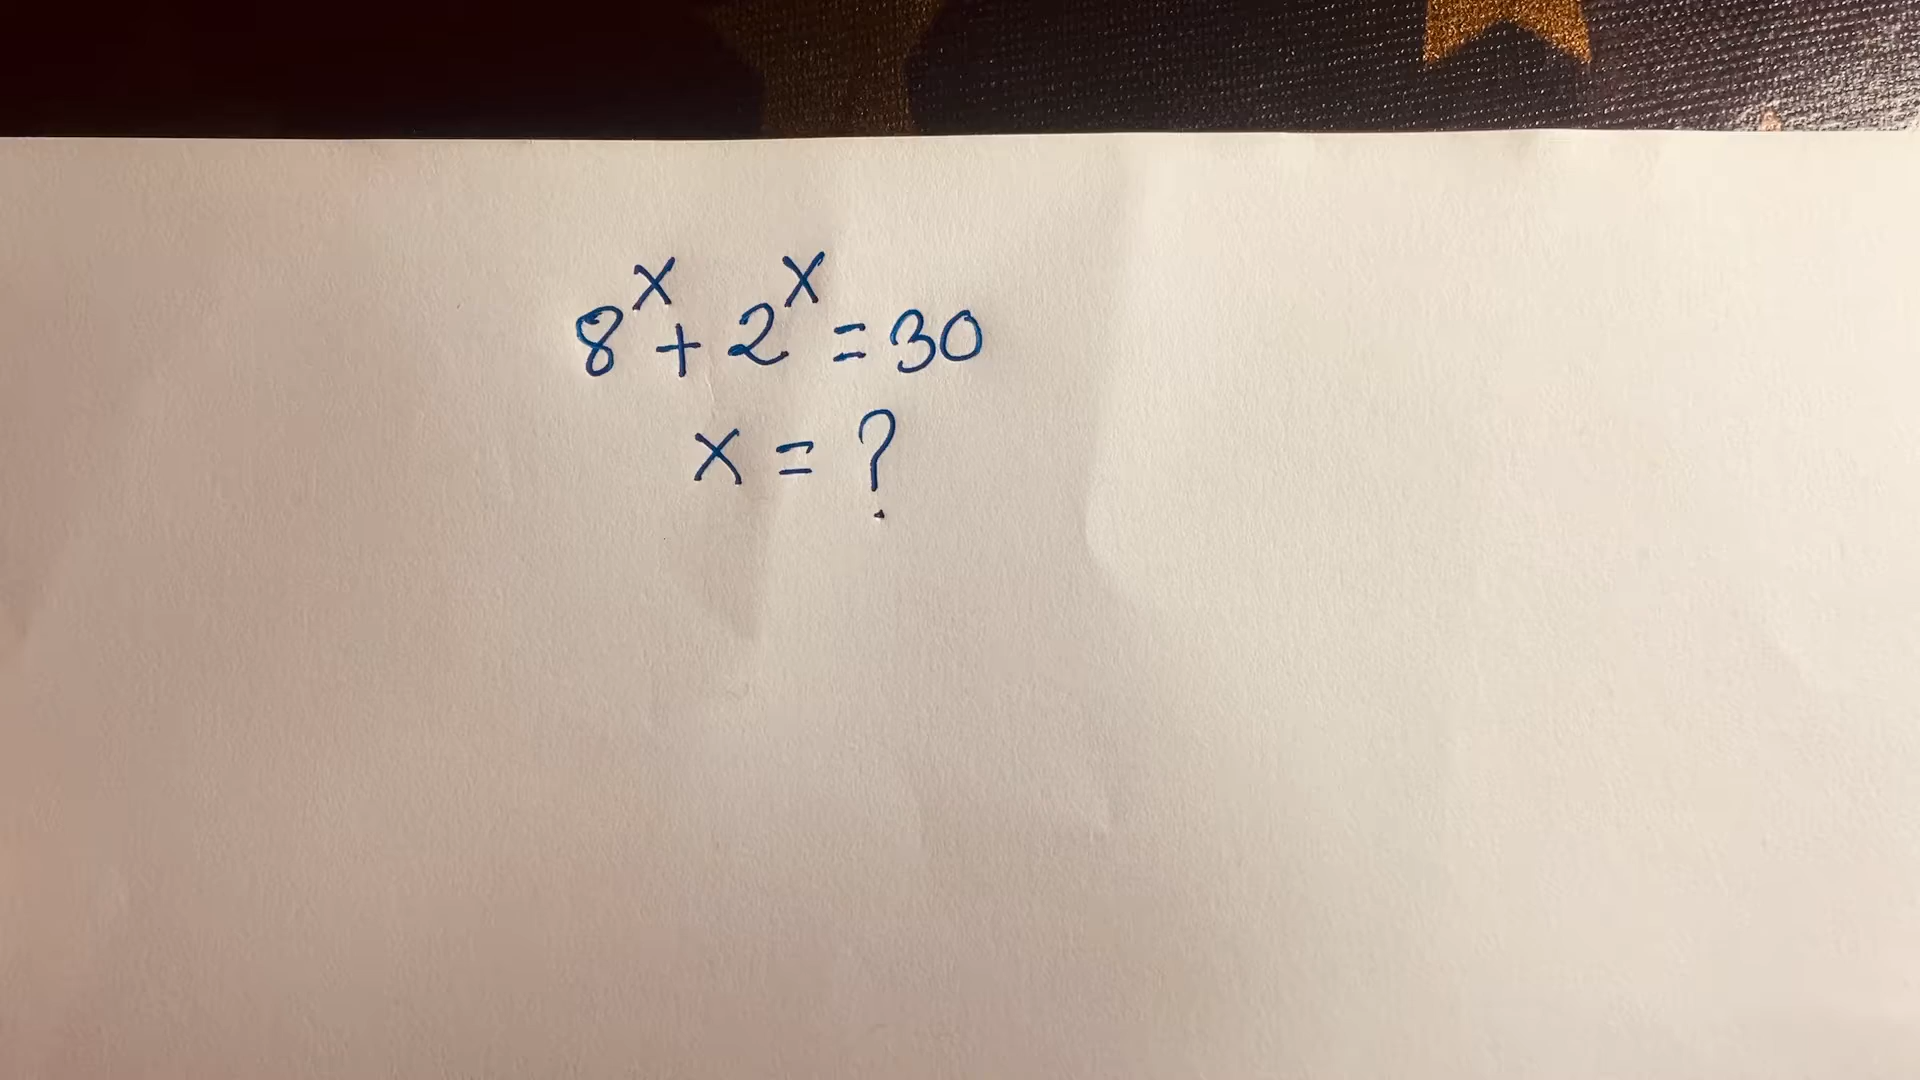 8^x + 2^x = 30
x = ?